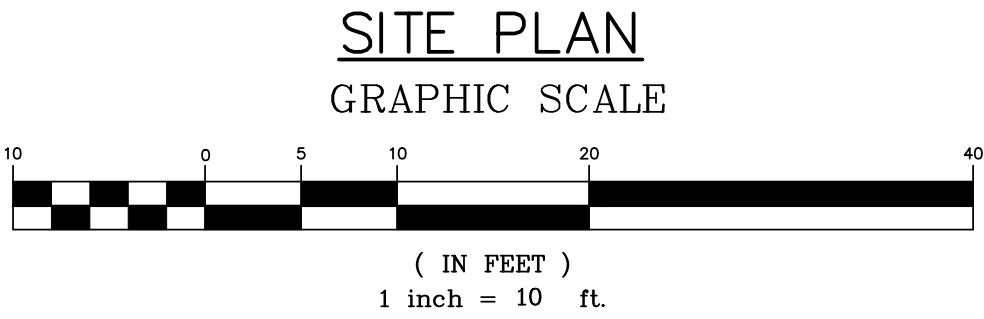 SITE PLAN
GRAPHIC SCALE
10 0 5 10 20 40
( IN FEET )
1 inch = 10 ft.